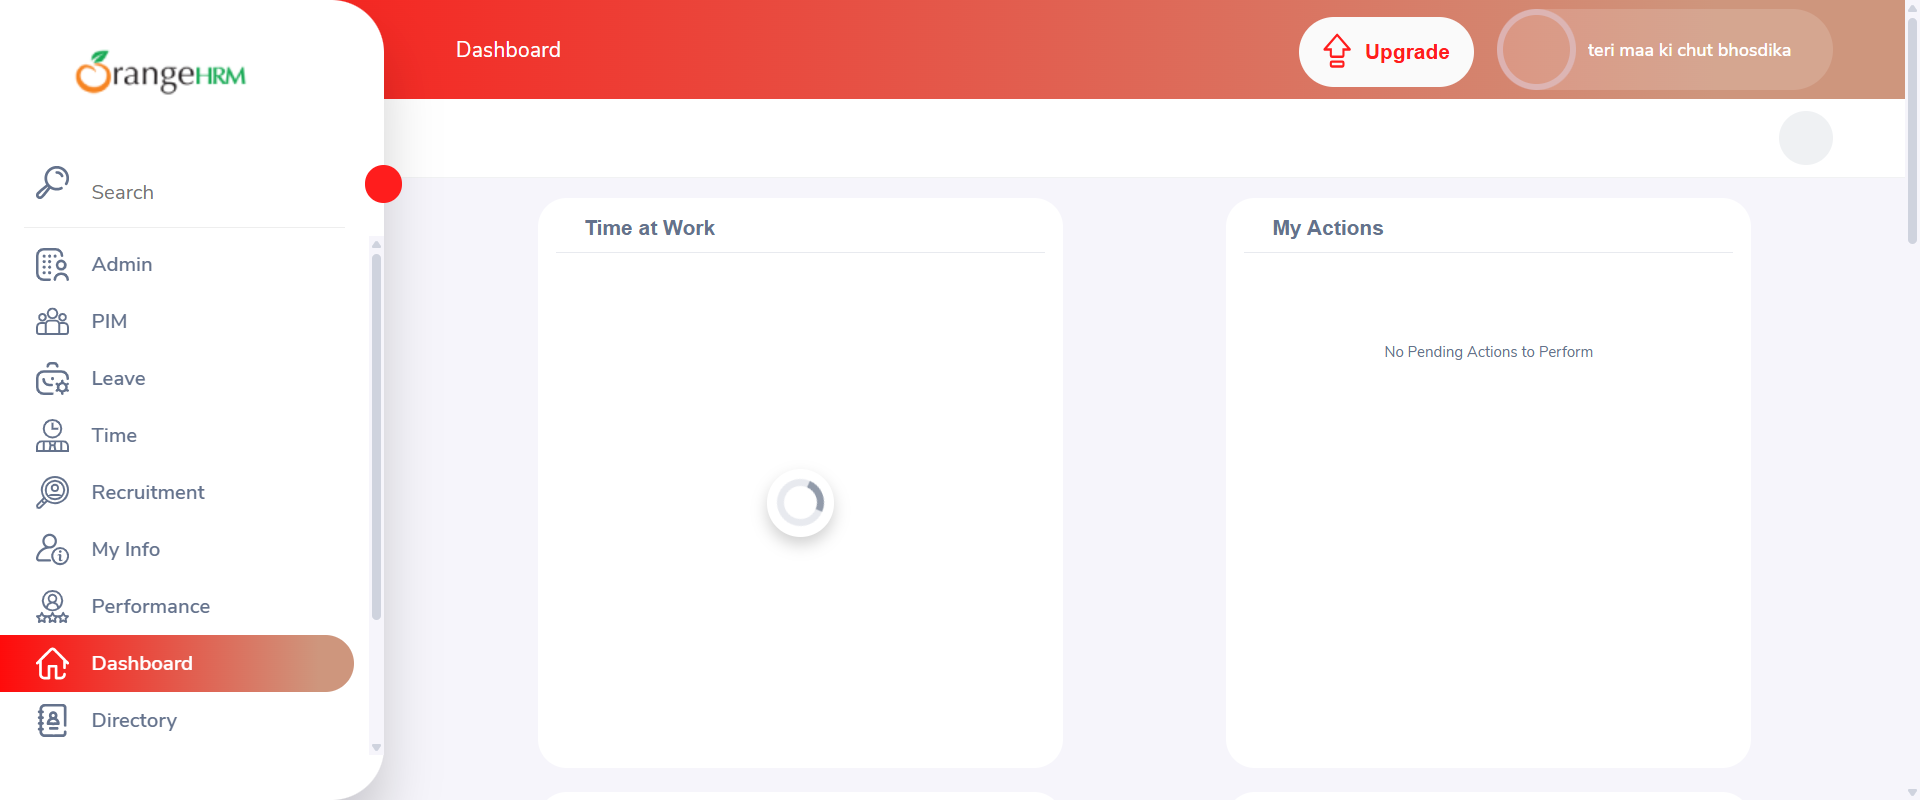 OrangeHRM
Search
Admin
PIM
Leave
Time
Recruitment
My Info
Performance
Dashboard
Directory
Dashboard
Upgrade
teri maa ki chut bhosdika
Time at Work
My Actions
No Pending Actions to Perform